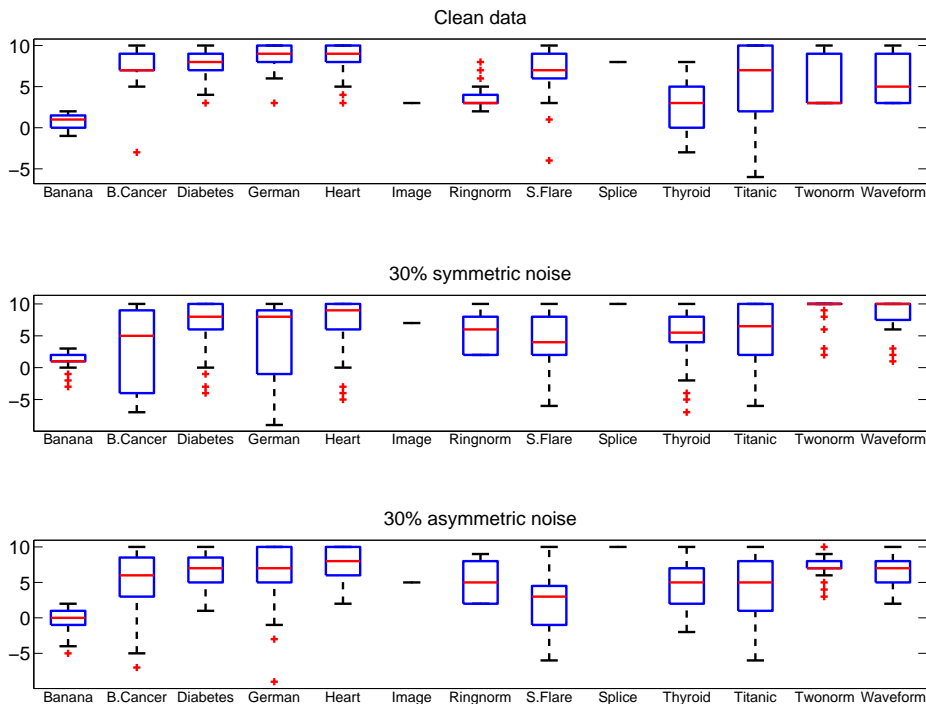 Clean data
10
5
0
−5
Banana B.Cancer Diabetes German Heart Image Ringnorm S.Flare Splice Thyroid Titanic Twonorm Waveform
30% symmetric noise
10
5
0
−5
Banana B.Cancer Diabetes German Heart Image Ringnorm S.Flare Splice Thyroid Titanic Twonorm Waveform
30% asymmetric noise
10
5
0
−5
Banana B.Cancer Diabetes German Heart Image Ringnorm S.Flare Splice Thyroid Titanic Twonorm Waveform